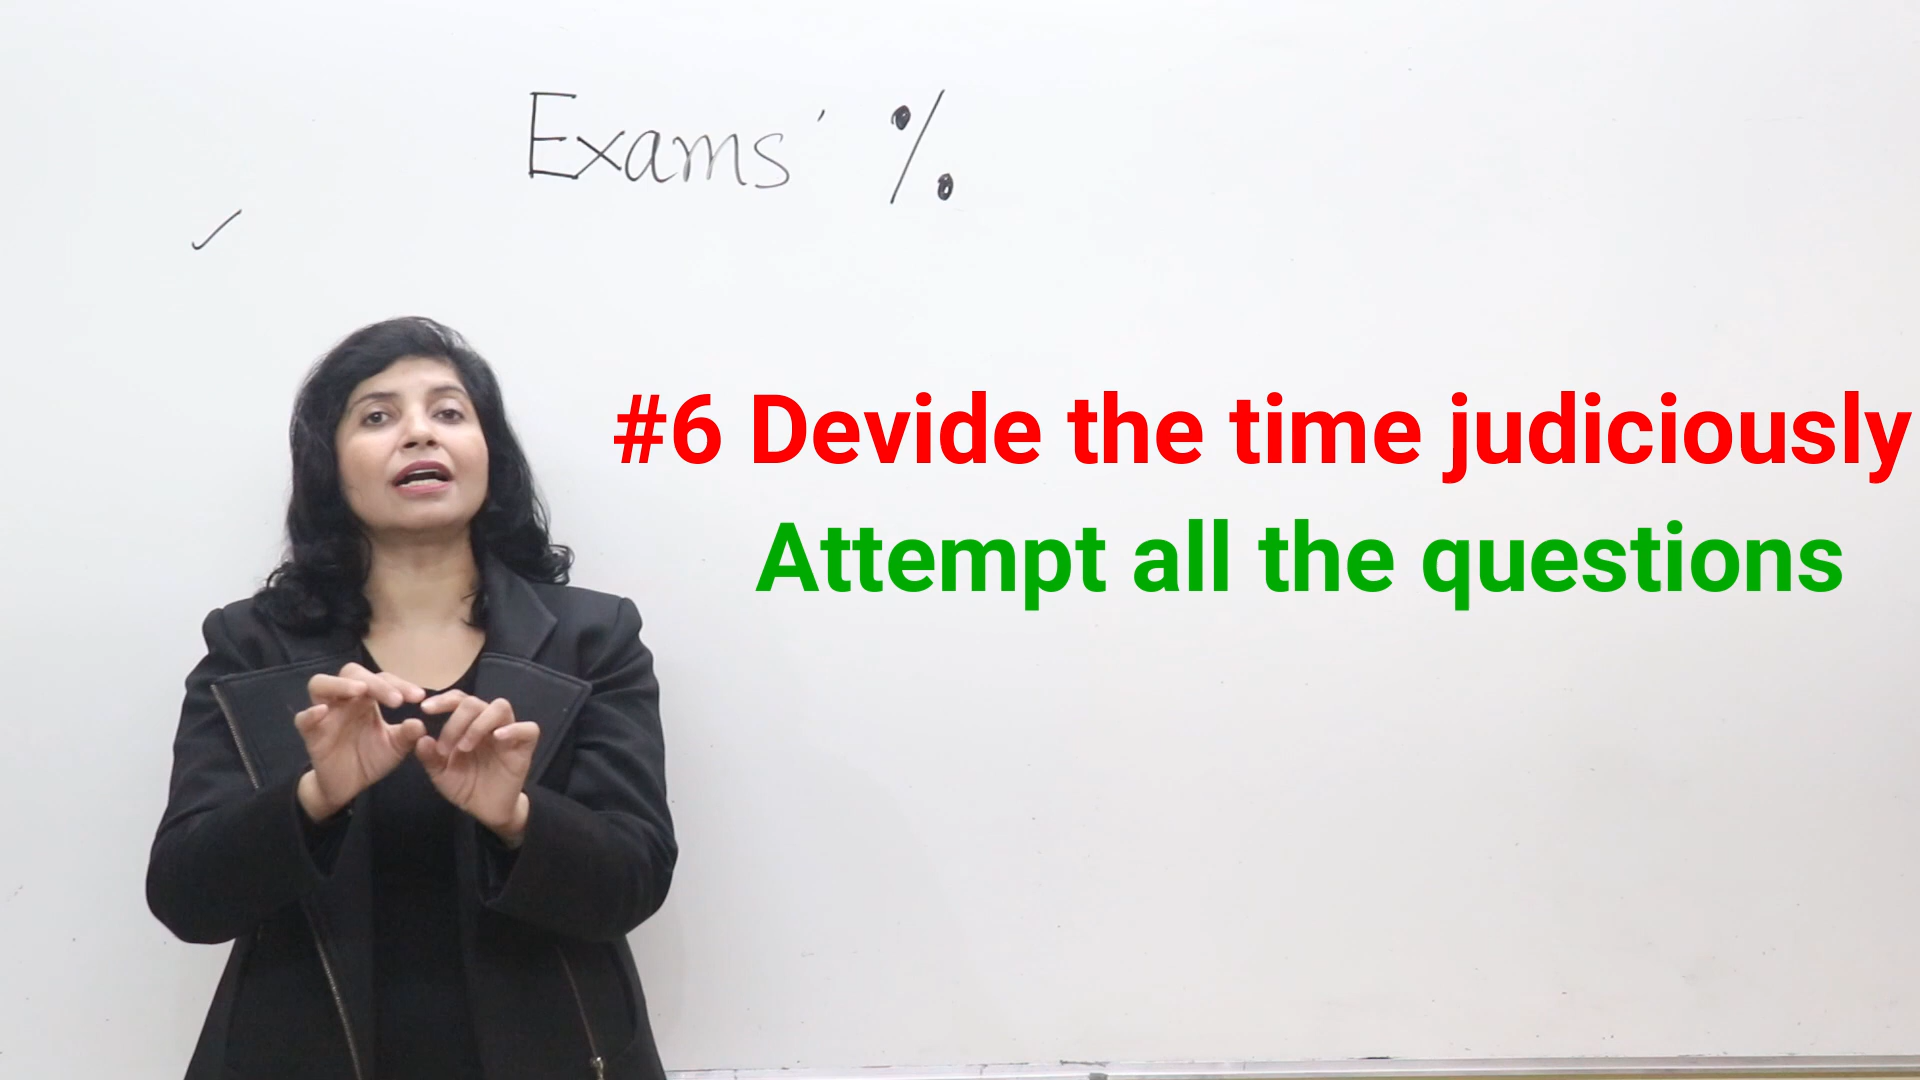 Exams' %
#6 Devide the time judiciously
Attempt all the questions